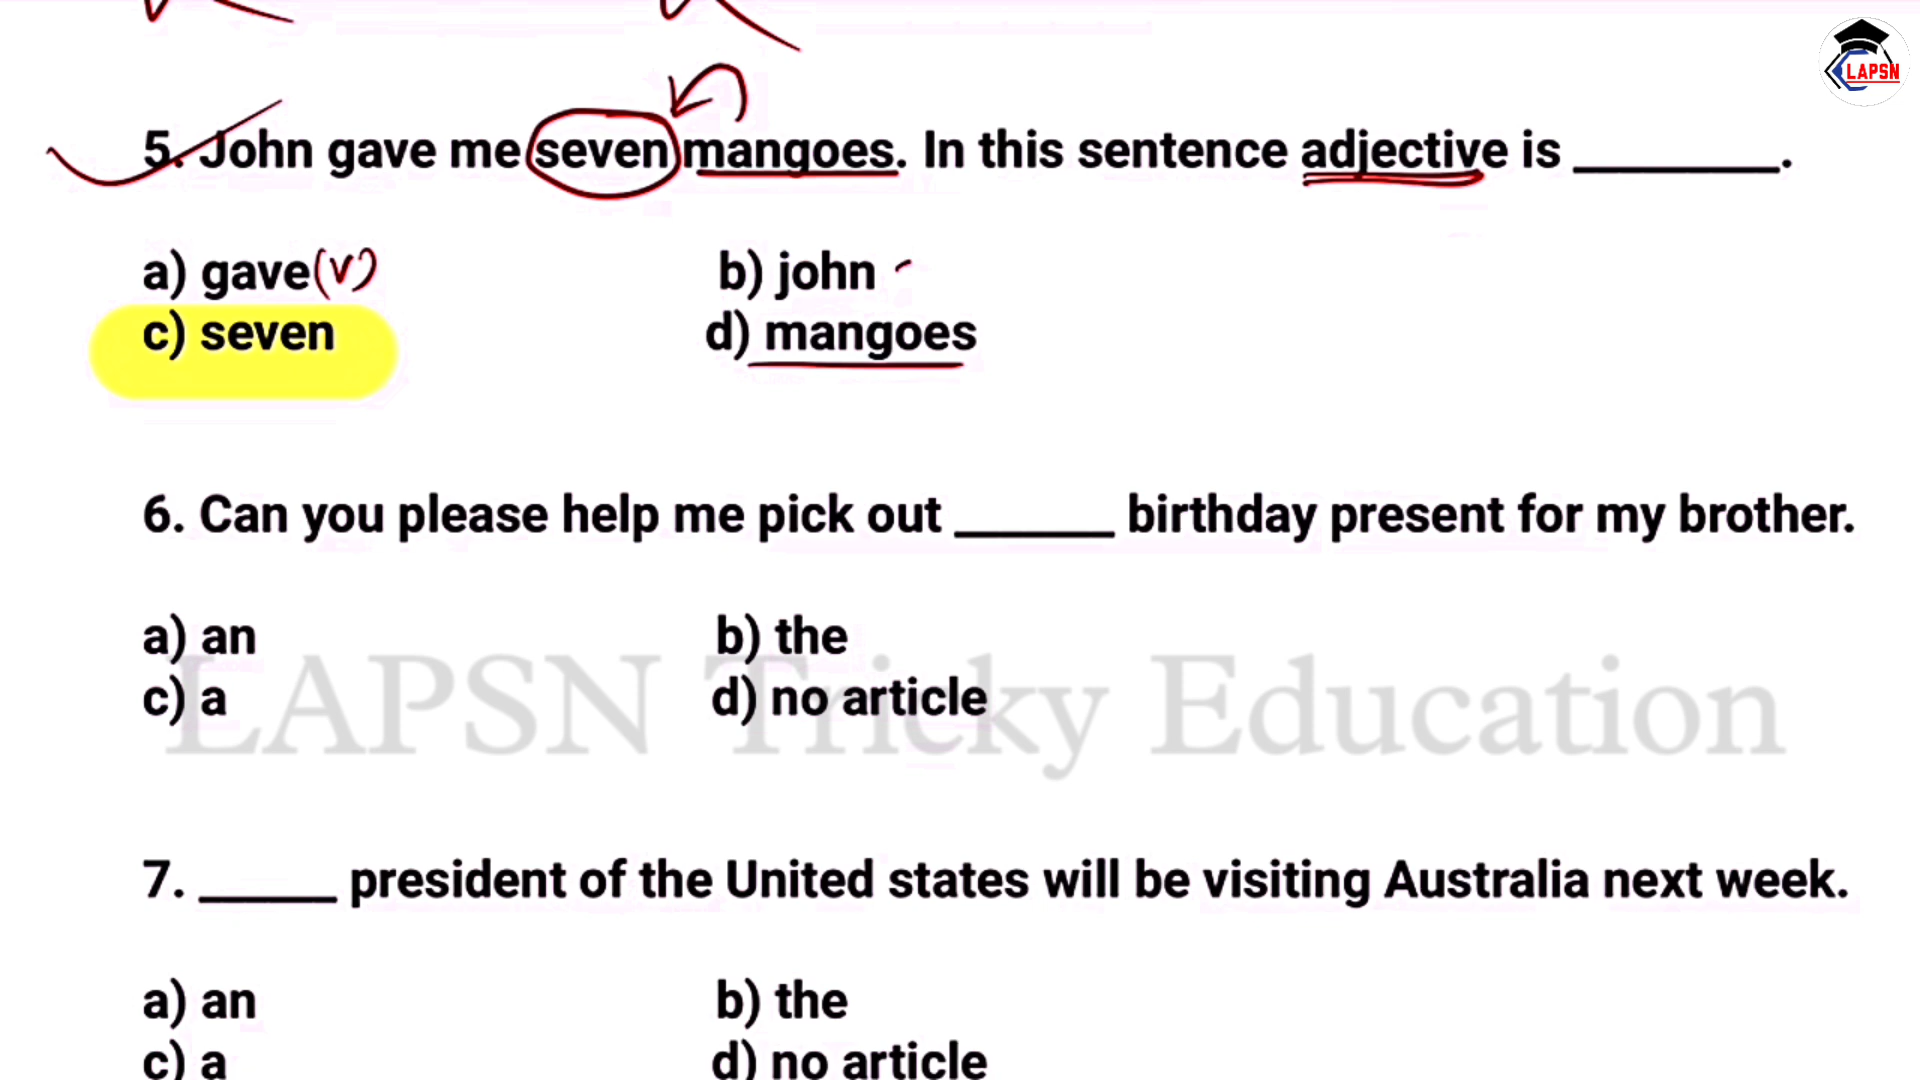 LAPSN
5. John gave me seven mangoes. In this sentence adjective is ________.
a) gave (v) b) john
c) seven d) mangoes
6. Can you please help me pick out ______ birthday present for my brother.
a) an b) the
c) a d) no article
LAPSN Tricky Education
7. _____ president of the United states will be visiting Australia next week.
a) an b) the
c) a d) no article